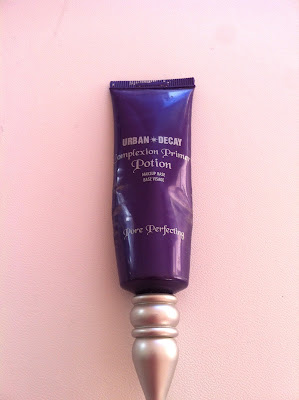 URBAN★DECAY
Complexion Primer
Potion
MAKEUP BASE
BASE VISAGE
Pore Perfecting